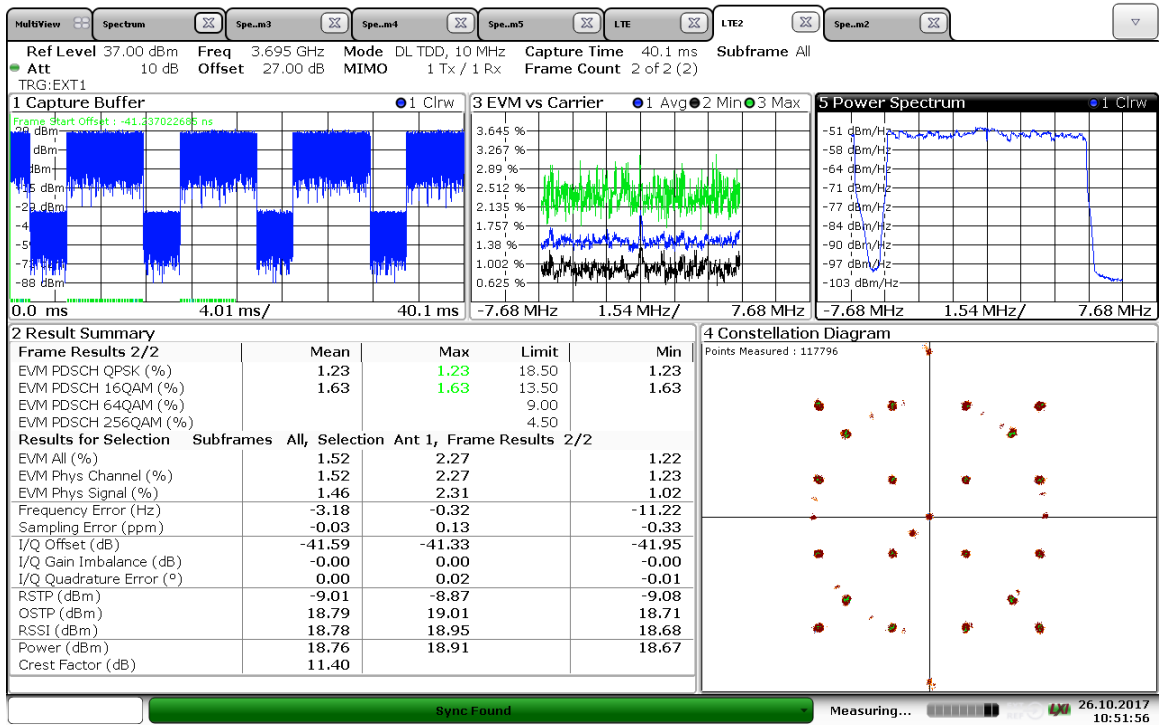 MultiView Spectrum Spe..m3 Spe..m4 Spe..m5 LTE LTE2 Spe..m2
Ref Level 37.00 dBm Freq 3.695 GHz Mode DL TDD, 10 MHz Capture Time 40.1 ms Subframe All
Att 10 dB Offset 27.00 dB MIMO 1 Tx / 1 Rx Frame Count 2 of 2 (2)
TRG:EXT1
1 Capture Buffer 1 Clrw
Frame Start Offset : -41.237022685 ns
dBm
-88 dBm
0.0 ms 4.01 ms/ 40.1 ms
3 EVM vs Carrier 1 Avg 2 Min 3 Max
3.645 %
3.267 %
2.89 %
2.512 %
2.135 %
1.757 %
1.38 %
1.002 %
0.625 %
-7.68 MHz 1.54 MHz/ 7.68 MHz
5 Power Spectrum 1 Clrw
-51 dBm/Hz
-58 dBm/Hz
-64 dBm/Hz
-71 dBm/Hz
-77 dBm/Hz
-84 dBm/Hz
-90 dBm/Hz
-97 dBm/Hz
-103 dBm/Hz
-7.68 MHz 1.54 MHz/ 7.68 MHz
2 Result Summary
Frame Results 2/2 Mean Max Limit Min
EVM PDSCH QPSK (%) 1.23 1.23 18.50 1.23
EVM PDSCH 16QAM (%) 1.63 1.63 13.50 1.63
EVM PDSCH 64QAM (%) 9.00
EVM PDSCH 256QAM (%) 4.50
Results for Selection Subframes All, Selection Ant 1, Frame Results 2/2
EVM All (%) 1.52 2.27 1.22
EVM Phys Channel (%) 1.52 2.27 1.23
EVM Phys Signal (%) 1.46 2.31 1.02
Frequency Error (Hz) -3.18 -0.32 -11.22
Sampling Error (ppm) -0.03 0.13 -0.33
I/Q Offset (dB) -41.59 -41.33 -41.95
I/Q Gain Imbalance (dB) -0.00 0.00 -0.00
I/Q Quadrature Error (°) 0.00 0.02 -0.01
RSTP (dBm) -9.01 -8.87 -9.08
OSTP (dBm) 18.79 19.01 18.71
RSSI (dBm) 18.78 18.95 18.68
Power (dBm) 18.76 18.91 18.67
Crest Factor (dB) 11.40
4 Constellation Diagram
Points Measured : 117796
Sync Found
Measuring...
LXI
26.10.2017
10:51:56